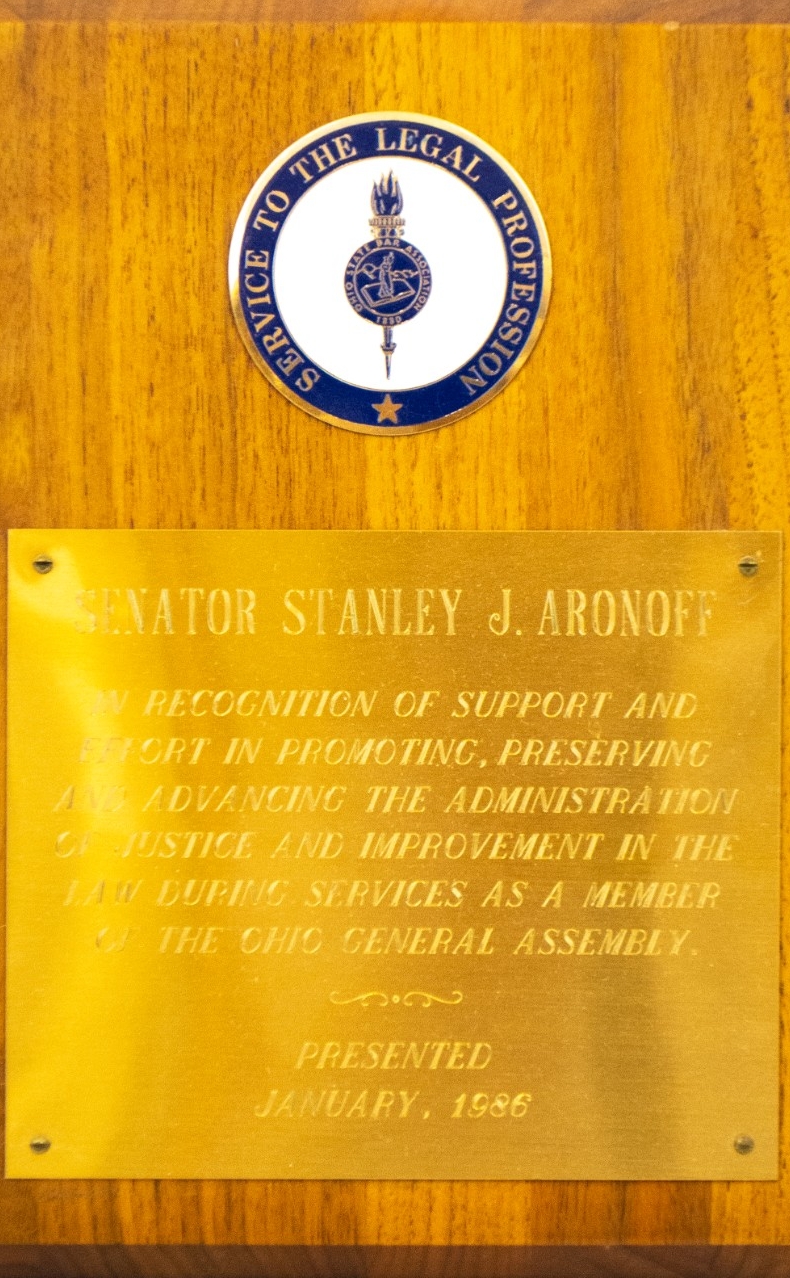 SERVICE TO THE LEGAL PROFESSION
OHIO STATE BAR ASSOCIATION
1880
SENATOR STANLEY J. ARONOFF
IN RECOGNITION OF SUPPORT AND
EFFORT IN PROMOTING, PRESERVING
AND ADVANCING THE ADMINISTRATION
OF JUSTICE AND IMPROVEMENT IN THE
LAW DURING SERVICES AS A MEMBER
OF THE OHIO GENERAL ASSEMBLY.
PRESENTED
JANUARY, 1986